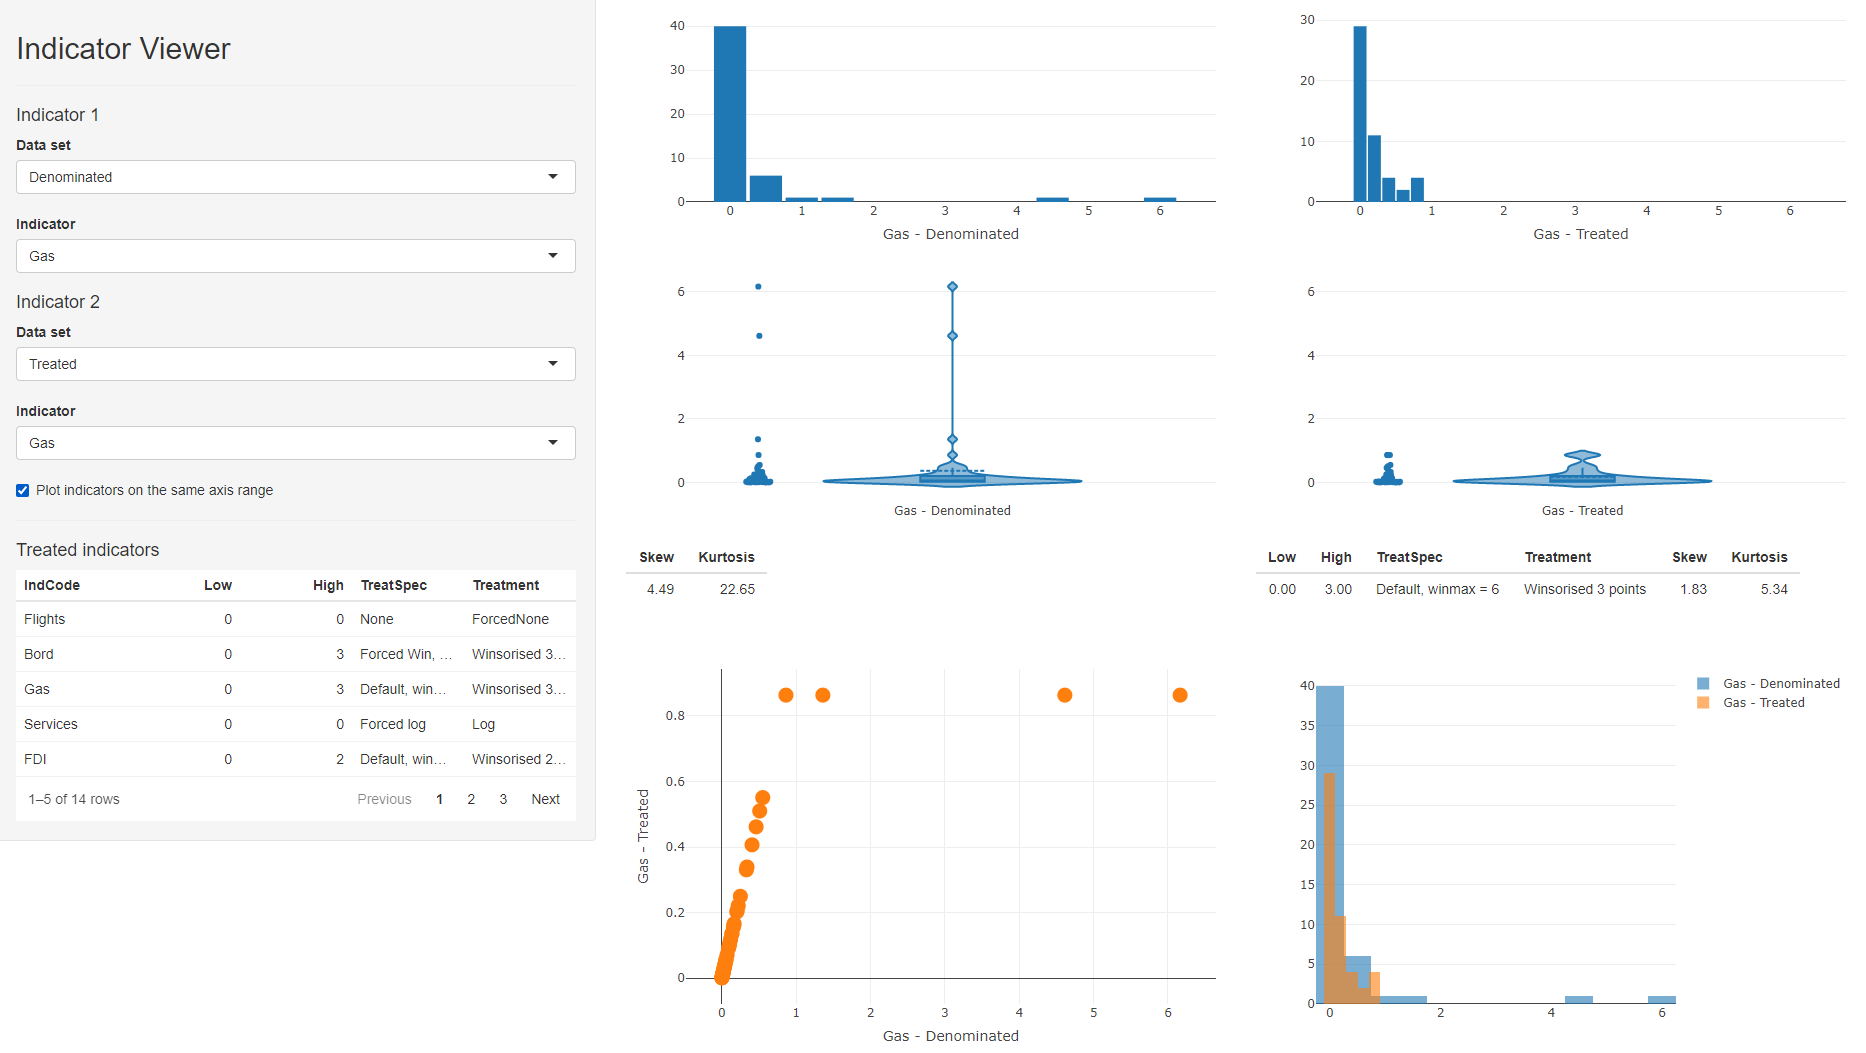 Indicator Viewer
Indicator 1
Data set
Denominated
Indicator
Gas
Indicator 2
Data set
Treated
Indicator
Gas
Plot indicators on the same axis range
Treated indicators
IndCode Low High TreatSpec Treatment
Flights 0 0 None ForcedNone
Bord 0 3 Forced Win, … Winsorised 3…
Gas 0 3 Default, win… Winsorised 3…
Services 0 0 Forced log Log
FDI 0 2 Default, win… Winsorised 2…
1–5 of 14 rows Previous 1 2 3 Next
40
30
20
10
0
0 1 2 3 4 5 6
Gas - Denominated
30
20
10
0
0 1 2 3 4 5 6
Gas - Treated
6
4
2
0
Gas - Denominated
6
4
2
0
Gas - Treated
Skew Kurtosis
4.49 22.65
Low High TreatSpec Treatment Skew Kurtosis
0.00 3.00 Default, winmax = 6 Winsorised 3 points 1.83 5.34
Gas - Treated
0.8
0.6
0.4
0.2
0
0 1 2 3 4 5 6
Gas - Denominated
40
35
30
25
20
15
10
5
0
0 2 4 6
Gas - Denominated
Gas - Treated